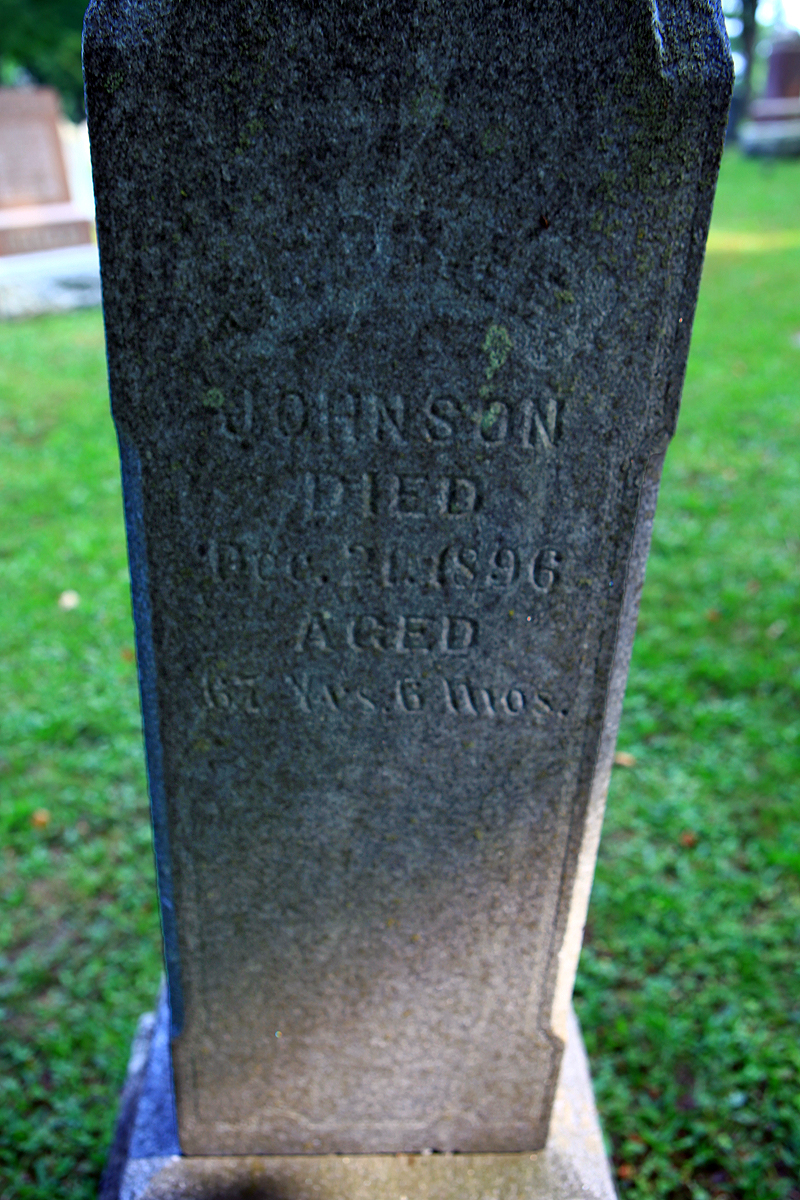 JOHNSON
DIED
Dec. 21. 1896
AGED
67 Yrs. 6 mos.